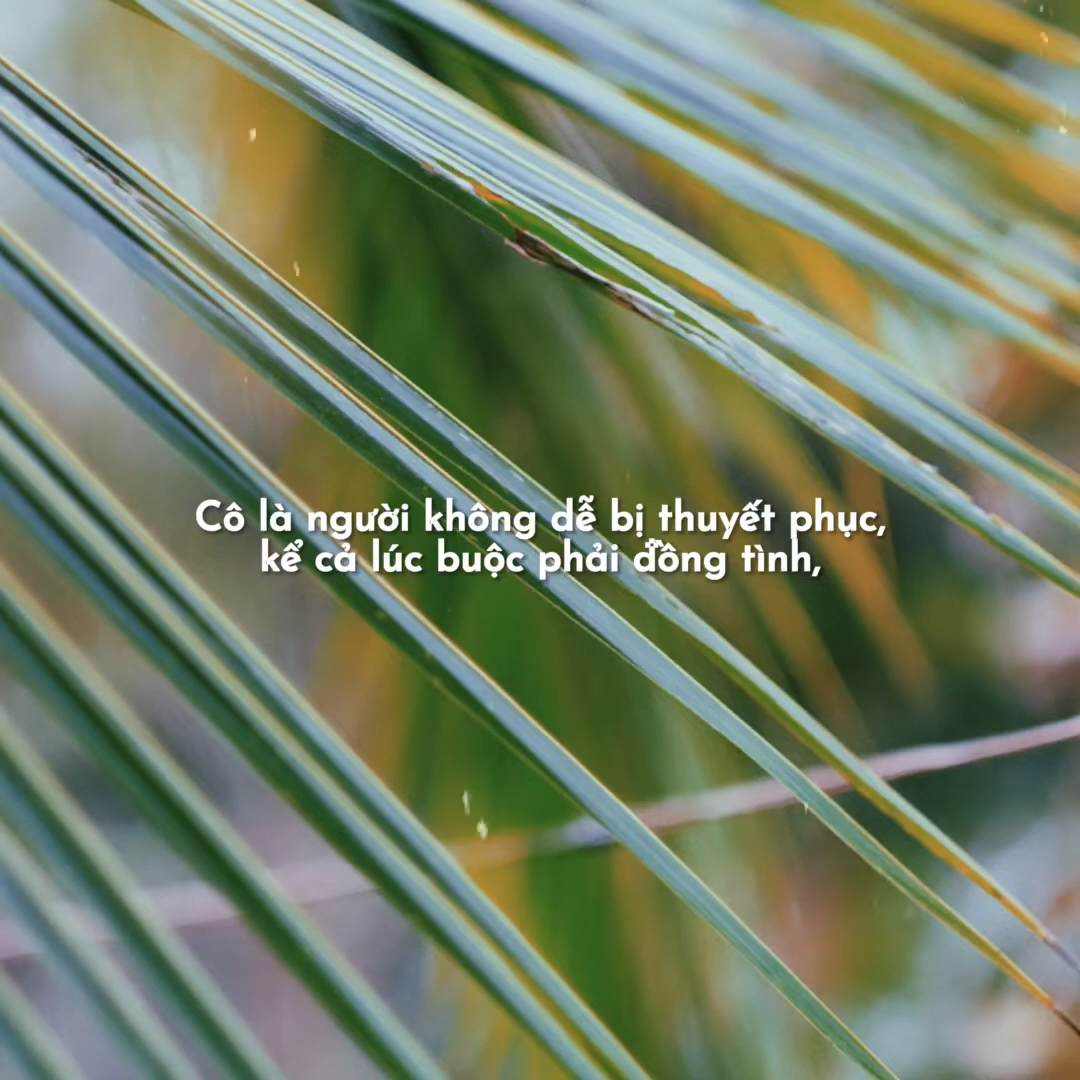 Cô là người không dễ bị thuyết phục,
kể cả lúc buộc phải đồng tình,